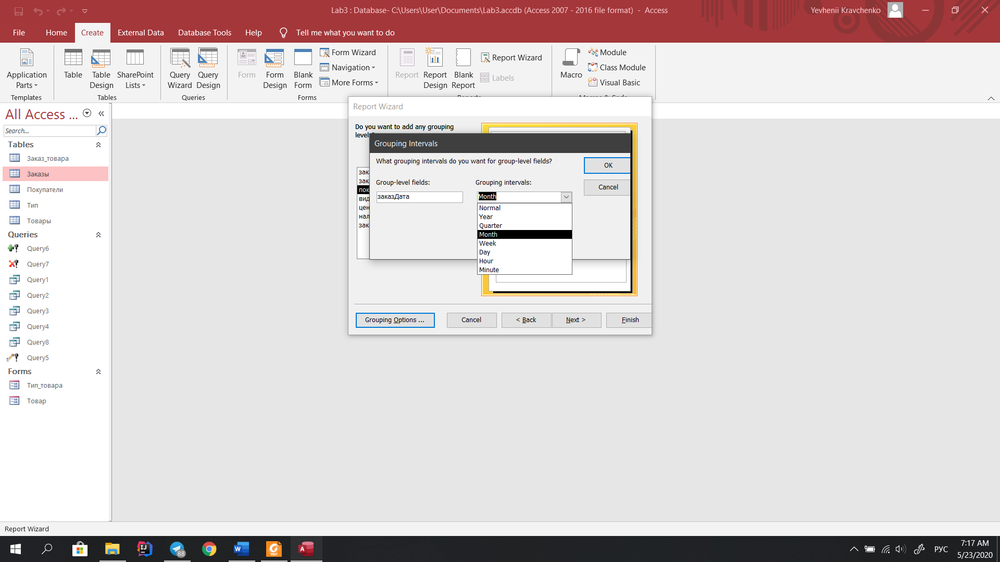 Lab3 : Database- C:\Users\User\Documents\Lab3.accdb (Access 2007 - 2016 file format) - Access
Yevhenii Kravchenko
File Home Create External Data Database Tools Help Tell me what you want to do
Application Parts
Templates
Table
Table Design
SharePoint Lists
Tables
Query Wizard
Query Design
Queries
Form
Form Design
Blank Form
Form Wizard
Navigation
More Forms
Forms
Report
Report Design
Blank Report
Report Wizard
Labels
Macro
Module
Class Module
Visual Basic
All Access ...
Search...
Tables
Заказ_товара
Заказы
Покупатели
Тип
Товары
Queries
Query6
Query7
Query1
Query2
Query3
Query4
Query8
Query5
Forms
Тип_товара
Товар
Report Wizard
Do you want to add any grouping
зак
зак
пок
вид
цен
нал
зак
Grouping Intervals
What grouping intervals do you want for group-level fields?
OK
Cancel
Group-level fields:
Grouping intervals:
заказДата
Month
Normal
Year
Quarter
Month
Week
Day
Hour
Minute
Grouping Options ...
Cancel
< Back
Next >
Finish
Report Wizard
88
РУС
7:17 AM
5/23/2020